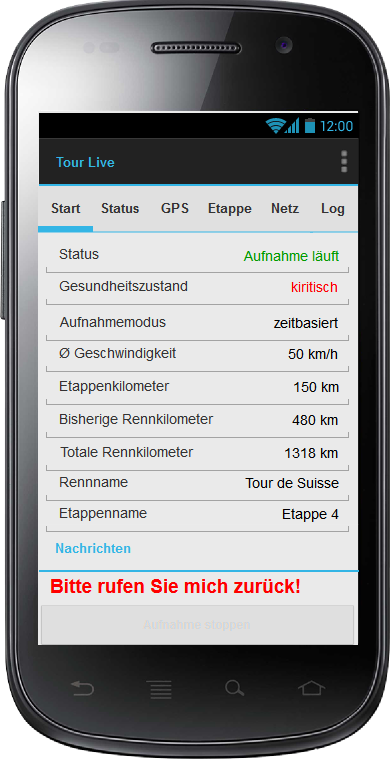 12:00
Tour Live
Start Status GPS Etappe Netz Log
Status Aufnahme läuft
Gesundheitszustand kiritisch
Aufnahmemodus zeitbasiert
Ø Geschwindigkeit 50 km/h
Etappenkilometer 150 km
Bisherige Rennkilometer 480 km
Totale Rennkilometer 1318 km
Rennname Tour de Suisse
Etappenname Etappe 4
Nachrichten
Bitte rufen Sie mich zurück!
Aufnahme stoppen